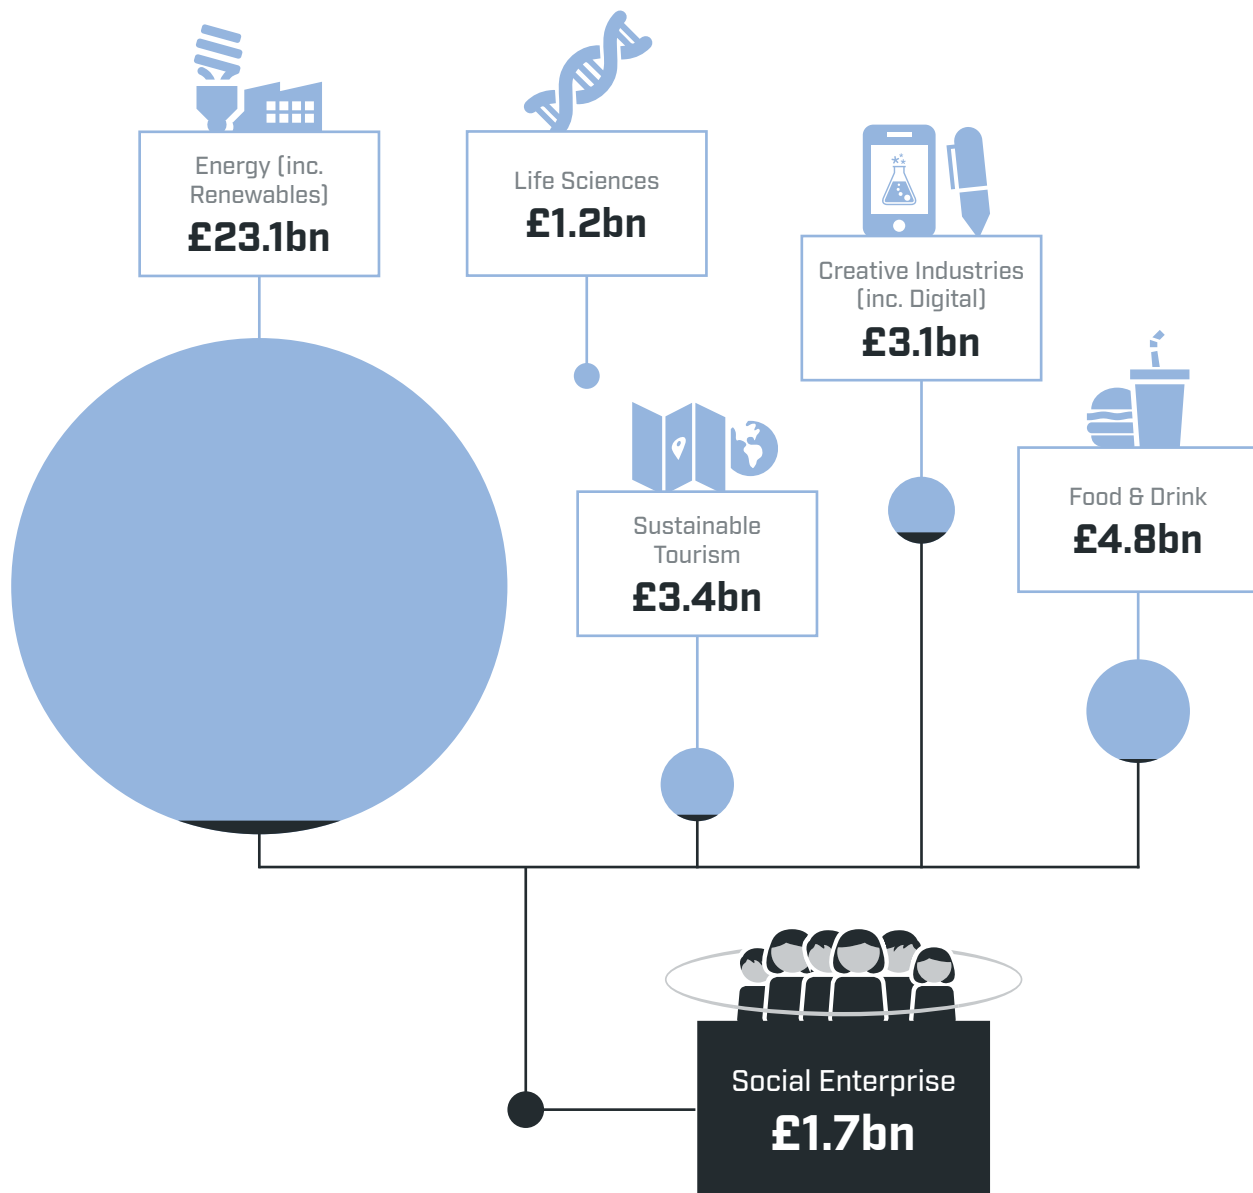 Energy (inc.
Renewables)
£23.1bn
Life Sciences
£1.2bn
Creative Industries
(inc. Digital)
£3.1bn
Food & Drink
£4.8bn
Sustainable
Tourism
£3.4bn
Social Enterprise
£1.7bn